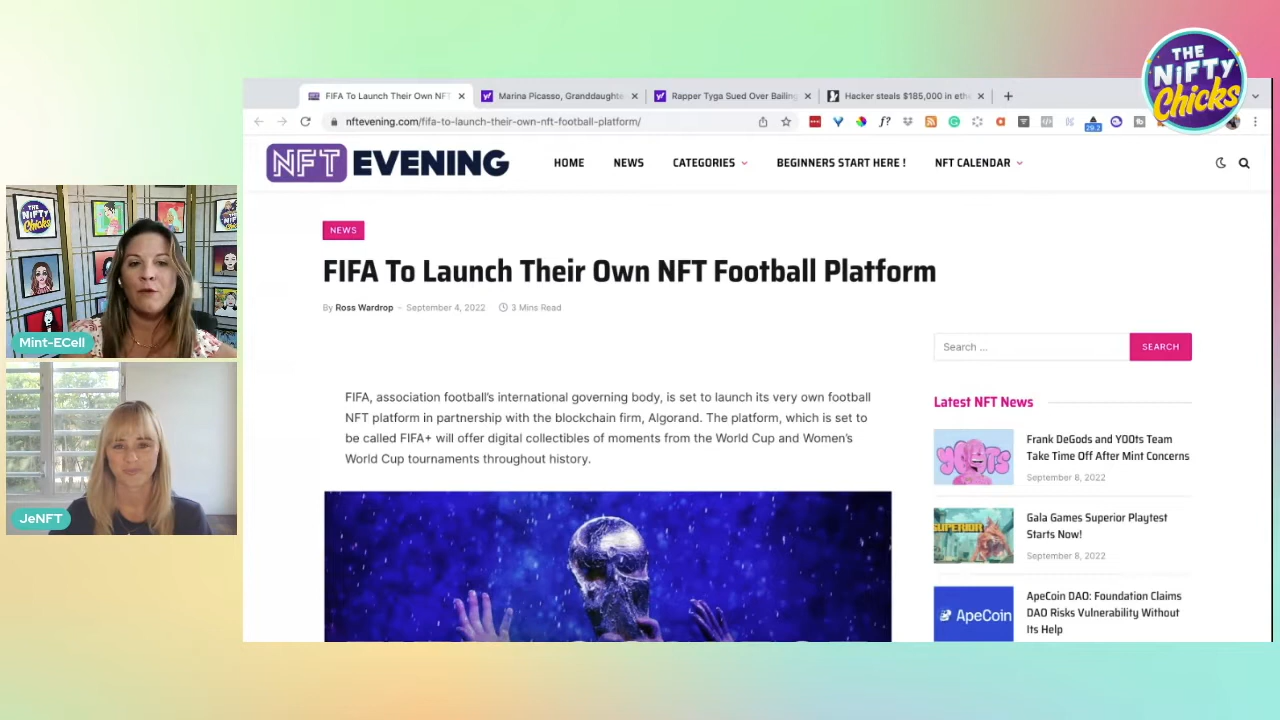 THE
NiFTy
Chicks
FIFA To Launch Their Own NFT
Marina Picasso, Granddaughte
Rapper Tyga Sued Over Bailing
Hacker steals $185,000 in eth
nftevening.com/fifa-to-launch-their-own-nft-football-platform/
f?
29.2
NFT EVENING
HOME
NEWS
CATEGORIES
BEGINNERS START HERE !
NFT CALENDAR
NEWS
FIFA To Launch Their Own NFT Football Platform
By Ross Wardrop - September 4, 2022 3 Mins Read
Search ...
SEARCH
FIFA, association football's international governing body, is set to launch its very own football
NFT platform in partnership with the blockchain firm, Algorand. The platform, which is set to
be called FIFA+ will offer digital collectibles of moments from the World Cup and Women's
World Cup tournaments throughout history.
Latest NFT News
Frank DeGods and Y00ts Team
Take Time Off After Mint Concerns
September 8, 2022
SUPERIOR
Gala Games Superior Playtest
Starts Now!
September 8, 2022
ApeCoin
ApeCoin DAO: Foundation Claims
DAO Risks Vulnerability Without
Its Help
THE
NiFTy
Chicks
Mint-ECell
JeNFT